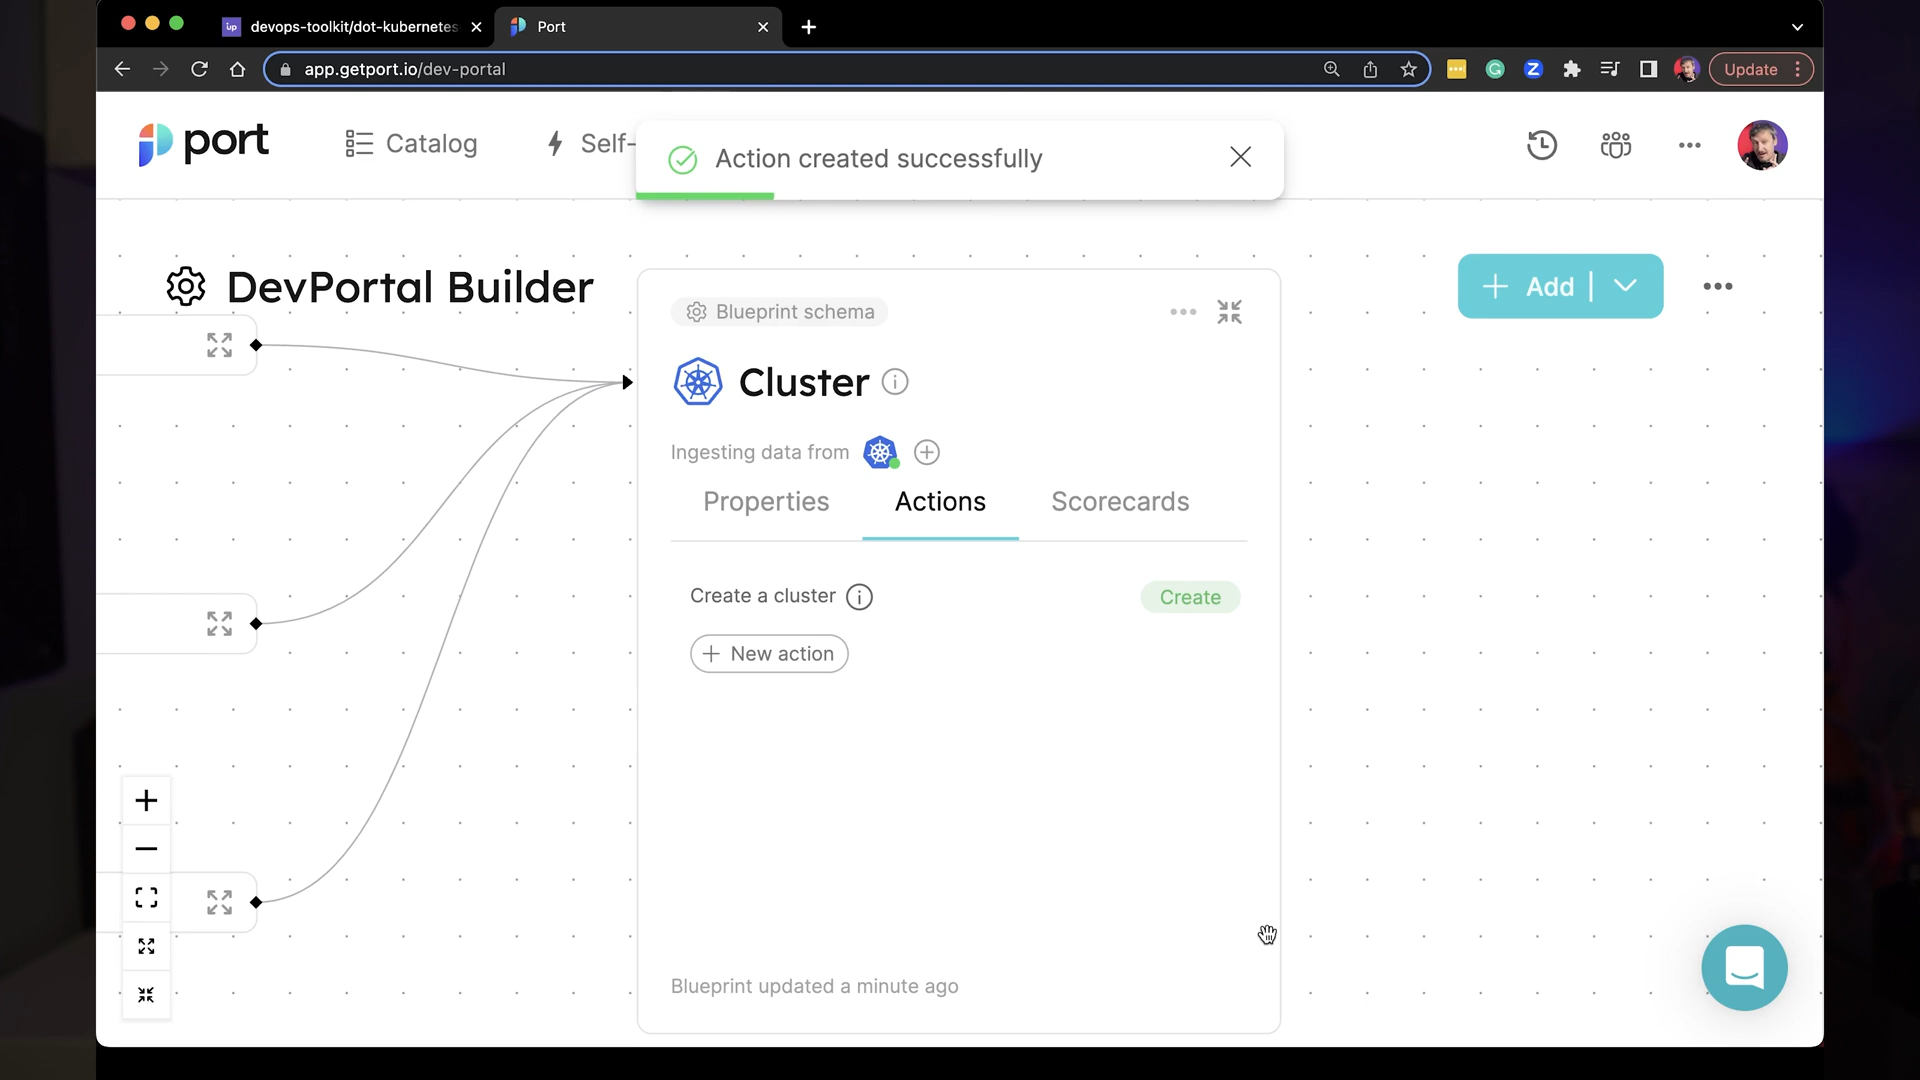 up devops-toolkit/dot-kubernetes
Port
app.getport.io/dev-portal
Update
port
Catalog
Self-
Action created successfully
DevPortal Builder
Add
Blueprint schema
Cluster
Ingesting data from
Properties
Actions
Scorecards
Create a cluster
Create
New action
Blueprint updated a minute ago